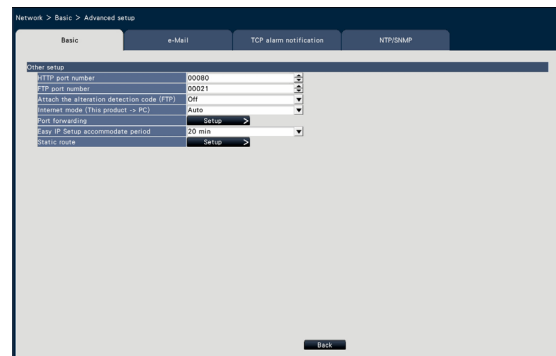 Network > Basic > Advanced setup
Basic e-Mail TCP alarm notification NTP/SNMP
Other setup
HTTP port number 00080
FTP port number 00021
Attach the alteration detection code (FTP) Off
Internet mode (This product -> PC) Auto
Port forwarding Setup >
Easy IP Setup accommodate period 20 min
Static route Setup >
Back